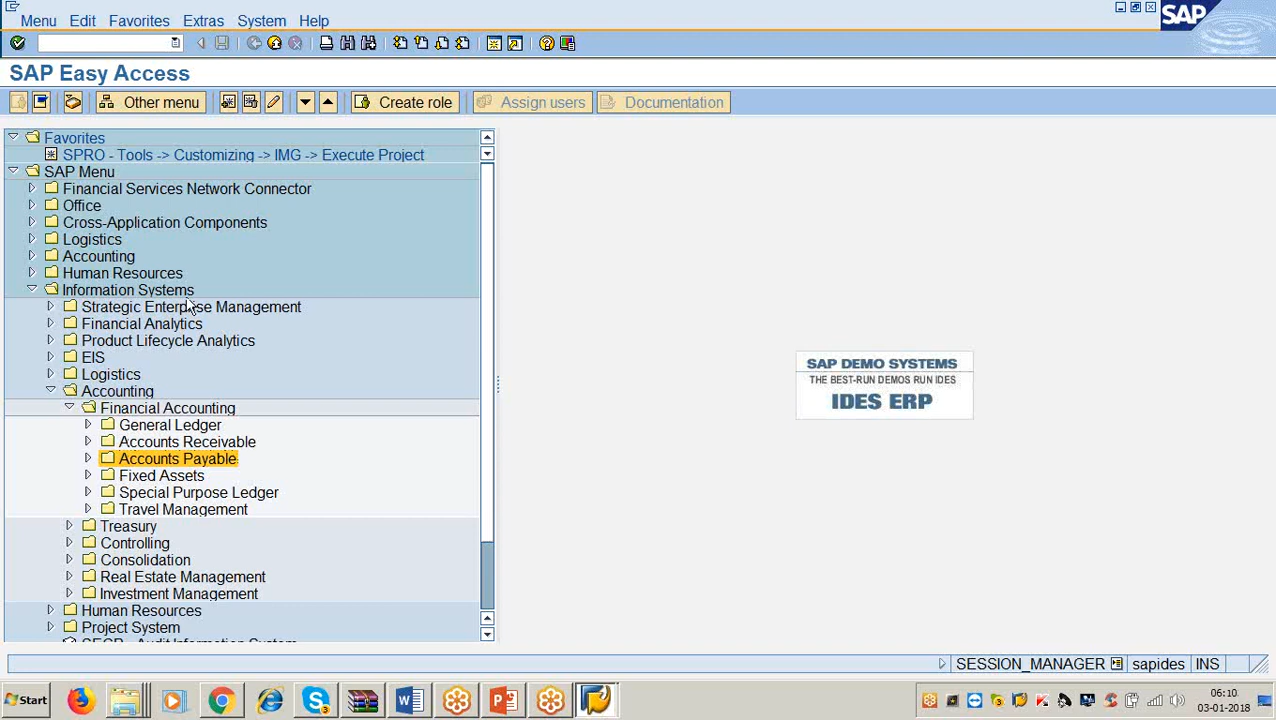 Menu Edit Favorites Extras System Help
SAP
SAP Easy Access
Other menu Create role Assign users Documentation
Favorites
SPRO - Tools -> Customizing -> IMG -> Execute Project
SAP Menu
Financial Services Network Connector
Office
Cross-Application Components
Logistics
Accounting
Human Resources
Information Systems
Strategic Enterprise Management
Financial Analytics
Product Lifecycle Analytics
EIS
Logistics
Accounting
Financial Accounting
General Ledger
Accounts Receivable
Accounts Payable
Fixed Assets
Special Purpose Ledger
Travel Management
Treasury
Controlling
Consolidation
Real Estate Management
Investment Management
Human Resources
Project System
SECR - Audit Information System
SAP DEMO SYSTEMS
THE BEST-RUN DEMOS RUN IDES
IDES ERP
SESSION_MANAGER sapides INS
Start
06:10
03-01-2018